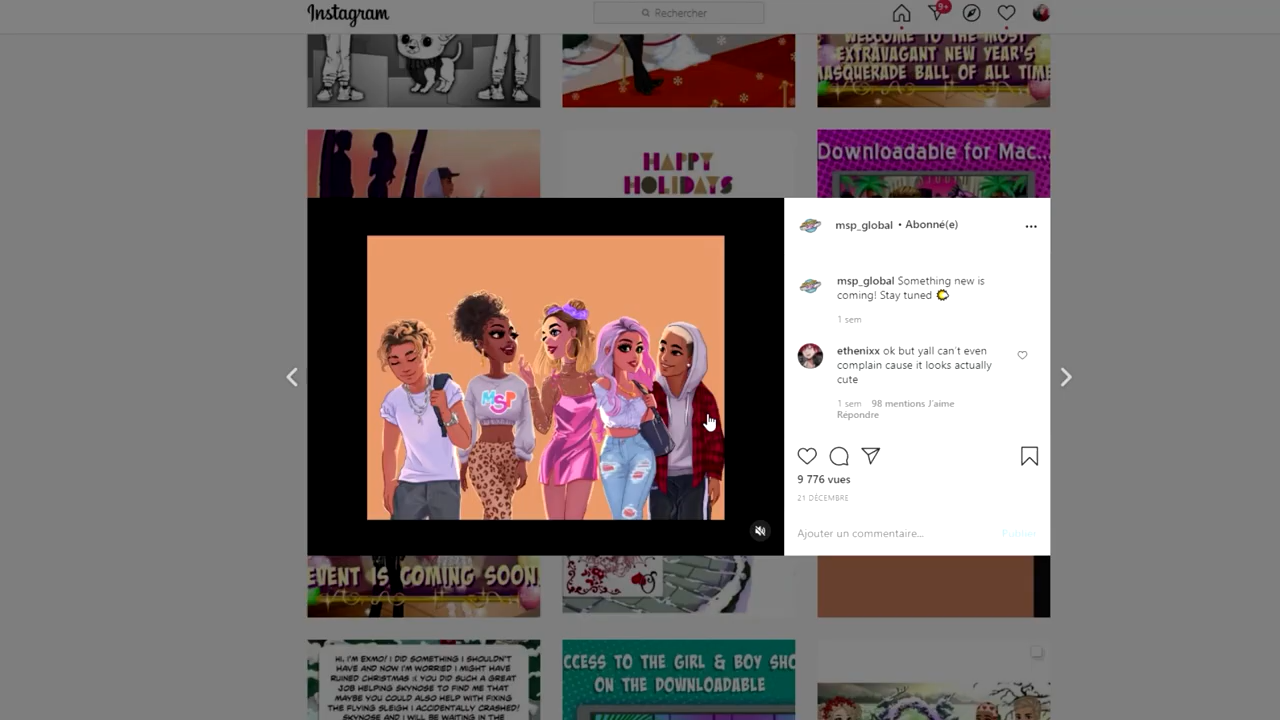 Instagram
Rechercher
9+
WELCOME TO THE MOST
EXTRAVAGANT NEW YEAR'S
MASQUERADE BALL OF ALL TIME
HAPPY
HOLIDAYS
Downloadable for Mac...
msp_global • Abonné(e)
msp_global Something new is
coming! Stay tuned
1 sem
ethenixx ok but yall can't even
complain cause it looks actually
cute
1 sem 98 mentions J'aime
Répondre
MSP
9 776 vues
21 DÉCEMBRE
Ajouter un commentaire... Publier
EVENT IS COMING SOON
HI, I'M EXMO! I DID SOMETHING I SHOULDN'T
HAVE AND NOW I'M WORRIED I MIGHT HAVE
RUINED CHRISTMAS :( YOU DID SUCH A GREAT
JOB HELPING SKYNOSE TO FIND ME THAT
MAYBE YOU COULD ALSO HELP WITH FIXING
THE FLYING SLEIGH I ACCIDENTALLY CRASHED!
SKYNOSE AND I WILL BE WAITING IN THE
CCESS TO THE GIRL & BOY SHO
ON THE DOWNLOADABLE